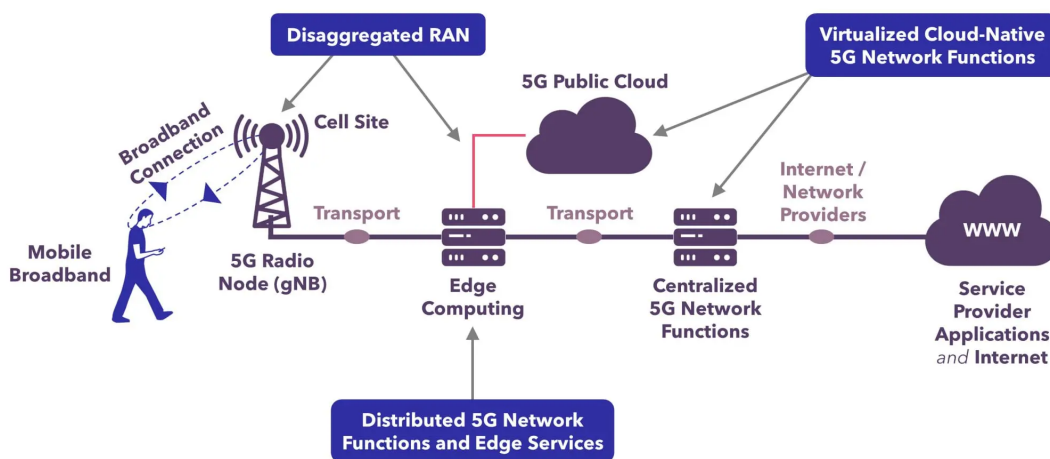 Disaggregated RAN
Virtualized Cloud-Native
5G Network Functions
5G Public Cloud
Cell Site
Broadband
Connection
Internet /
Network
Providers
Transport
Transport
WWW
Mobile
Broadband
5G Radio
Node (gNB)
Edge
Computing
Centralized
5G Network
Functions
Service
Provider
Applications
and Internet
Distributed 5G Network
Functions and Edge Services